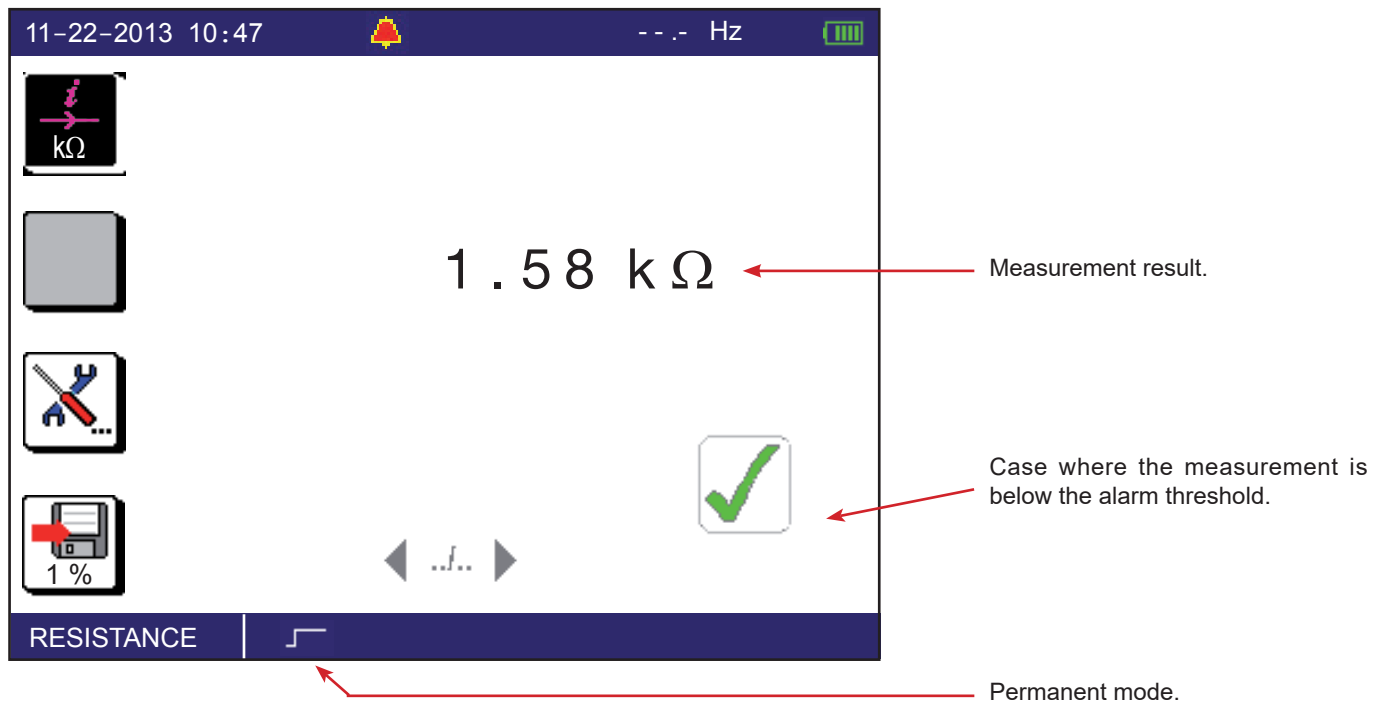 11-22-2013 10:47 - - .- Hz
i
kΩ
1.58 kΩ
Measurement result.
...
Case where the measurement is
below the alarm threshold.
1 %
../..
RESISTANCE
Permanent mode.